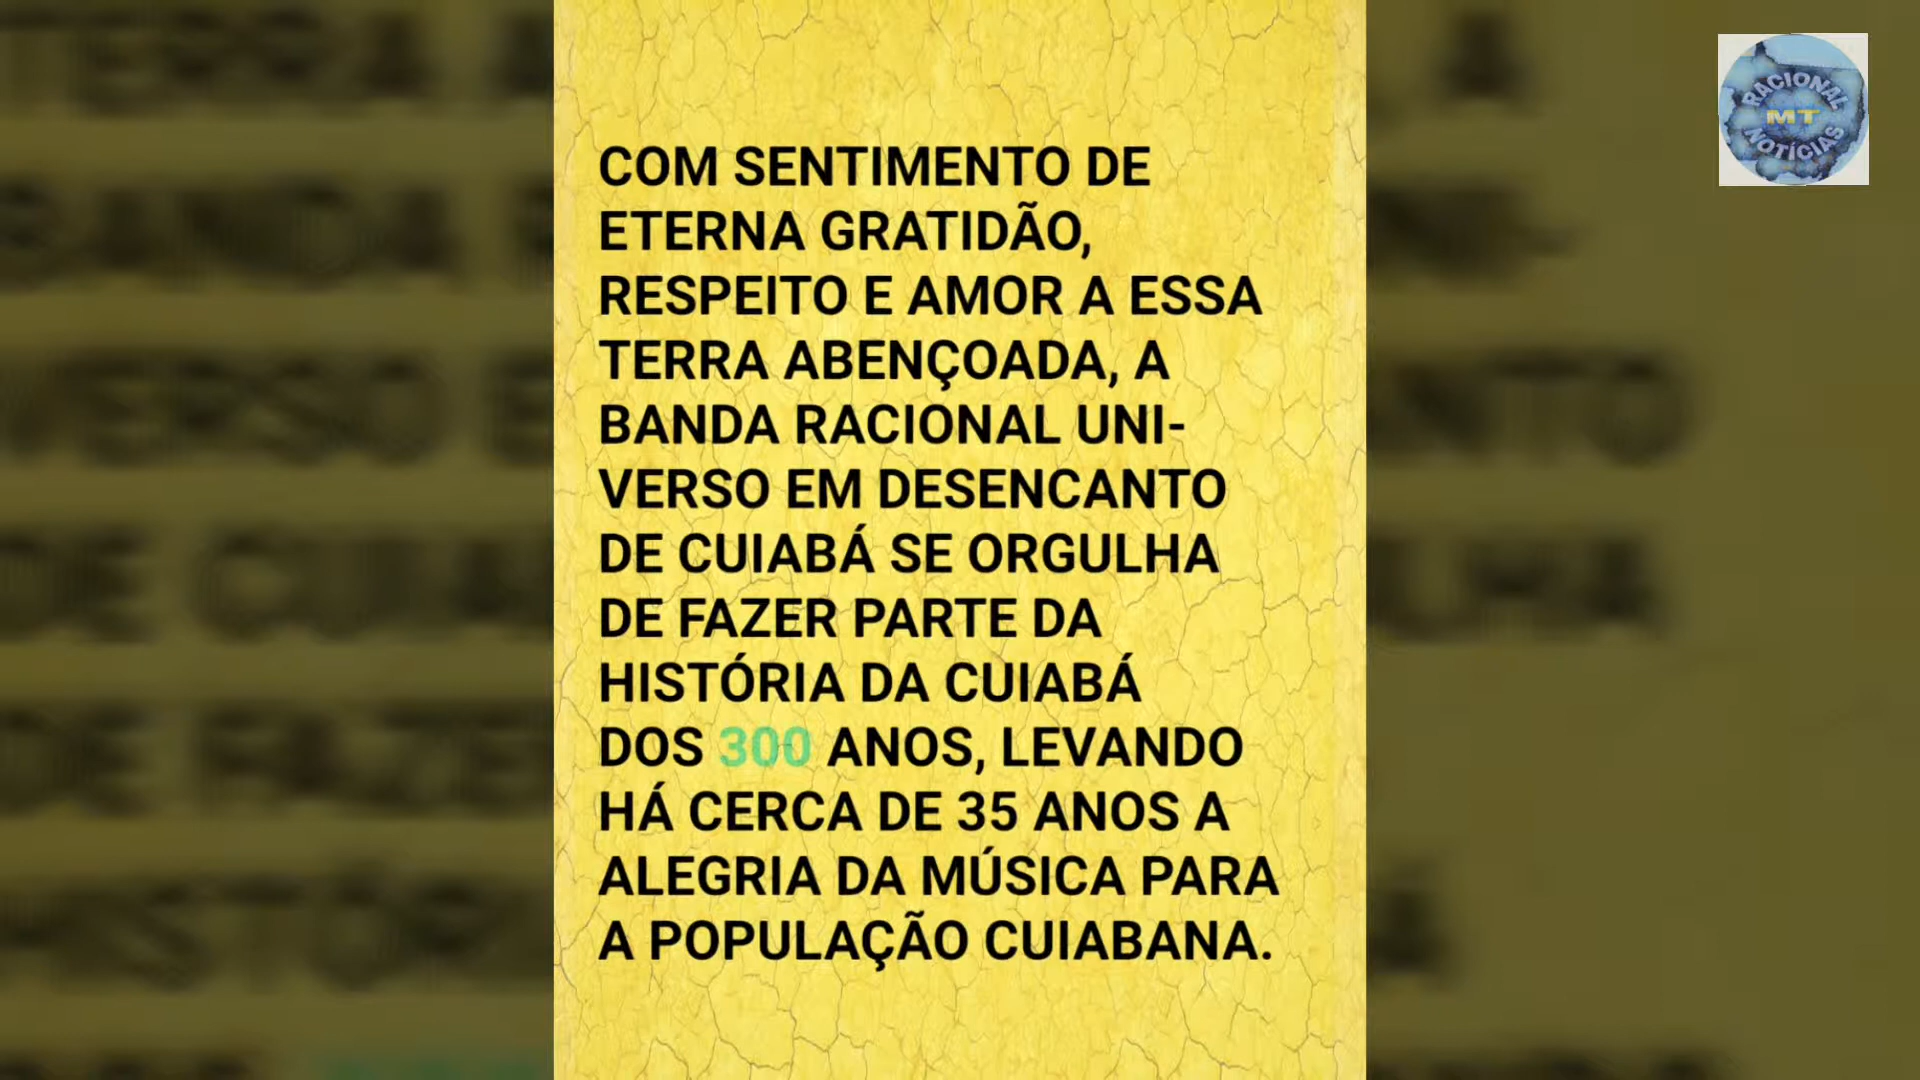 COM SENTIMENTO DE
ETERNA GRATIDÃO,
RESPEITO E AMOR A ESSA
TERRA ABENÇOADA, A
BANDA RACIONAL UNI-
VERSO EM DESENCANTO
DE CUIABÁ SE ORGULHA
DE FAZER PARTE DA
HISTÓRIA DA CUIABÁ
DOS 300 ANOS, LEVANDO
HÁ CERCA DE 35 ANOS A
ALEGRIA DA MÚSICA PARA
A POPULAÇÃO CUIABANA.
RACIONAL
MT
NOTÍCIAS